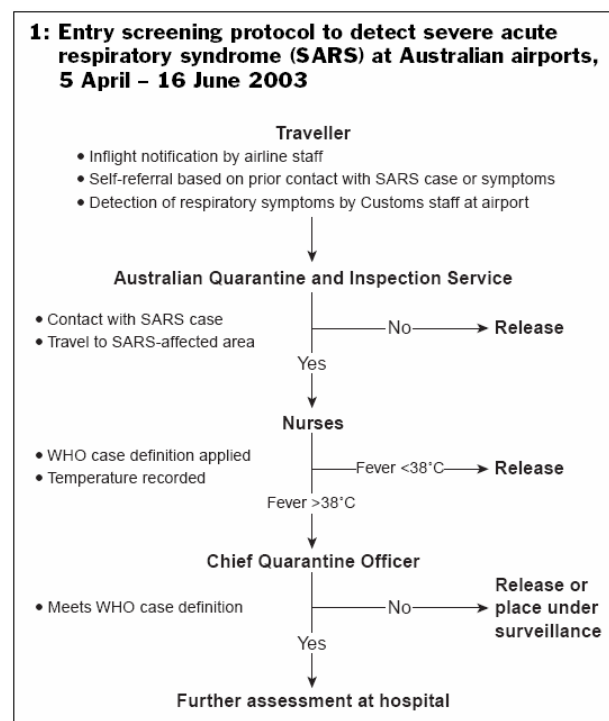 1: Entry screening protocol to detect severe acute
respiratory syndrome (SARS) at Australian airports,
5 April – 16 June 2003
Traveller
• Inflight notification by airline staff
• Self-referral based on prior contact with SARS case or symptoms
• Detection of respiratory symptoms by Customs staff at airport
Australian Quarantine and Inspection Service
• Contact with SARS case
• Travel to SARS-affected area
No
Release
Yes
Nurses
• WHO case definition applied
• Temperature recorded
Fever <38˚C
Release
Fever >38˚C
Chief Quarantine Officer
• Meets WHO case definition
No
Release or
place under
surveillance
Yes
Further assessment at hospital